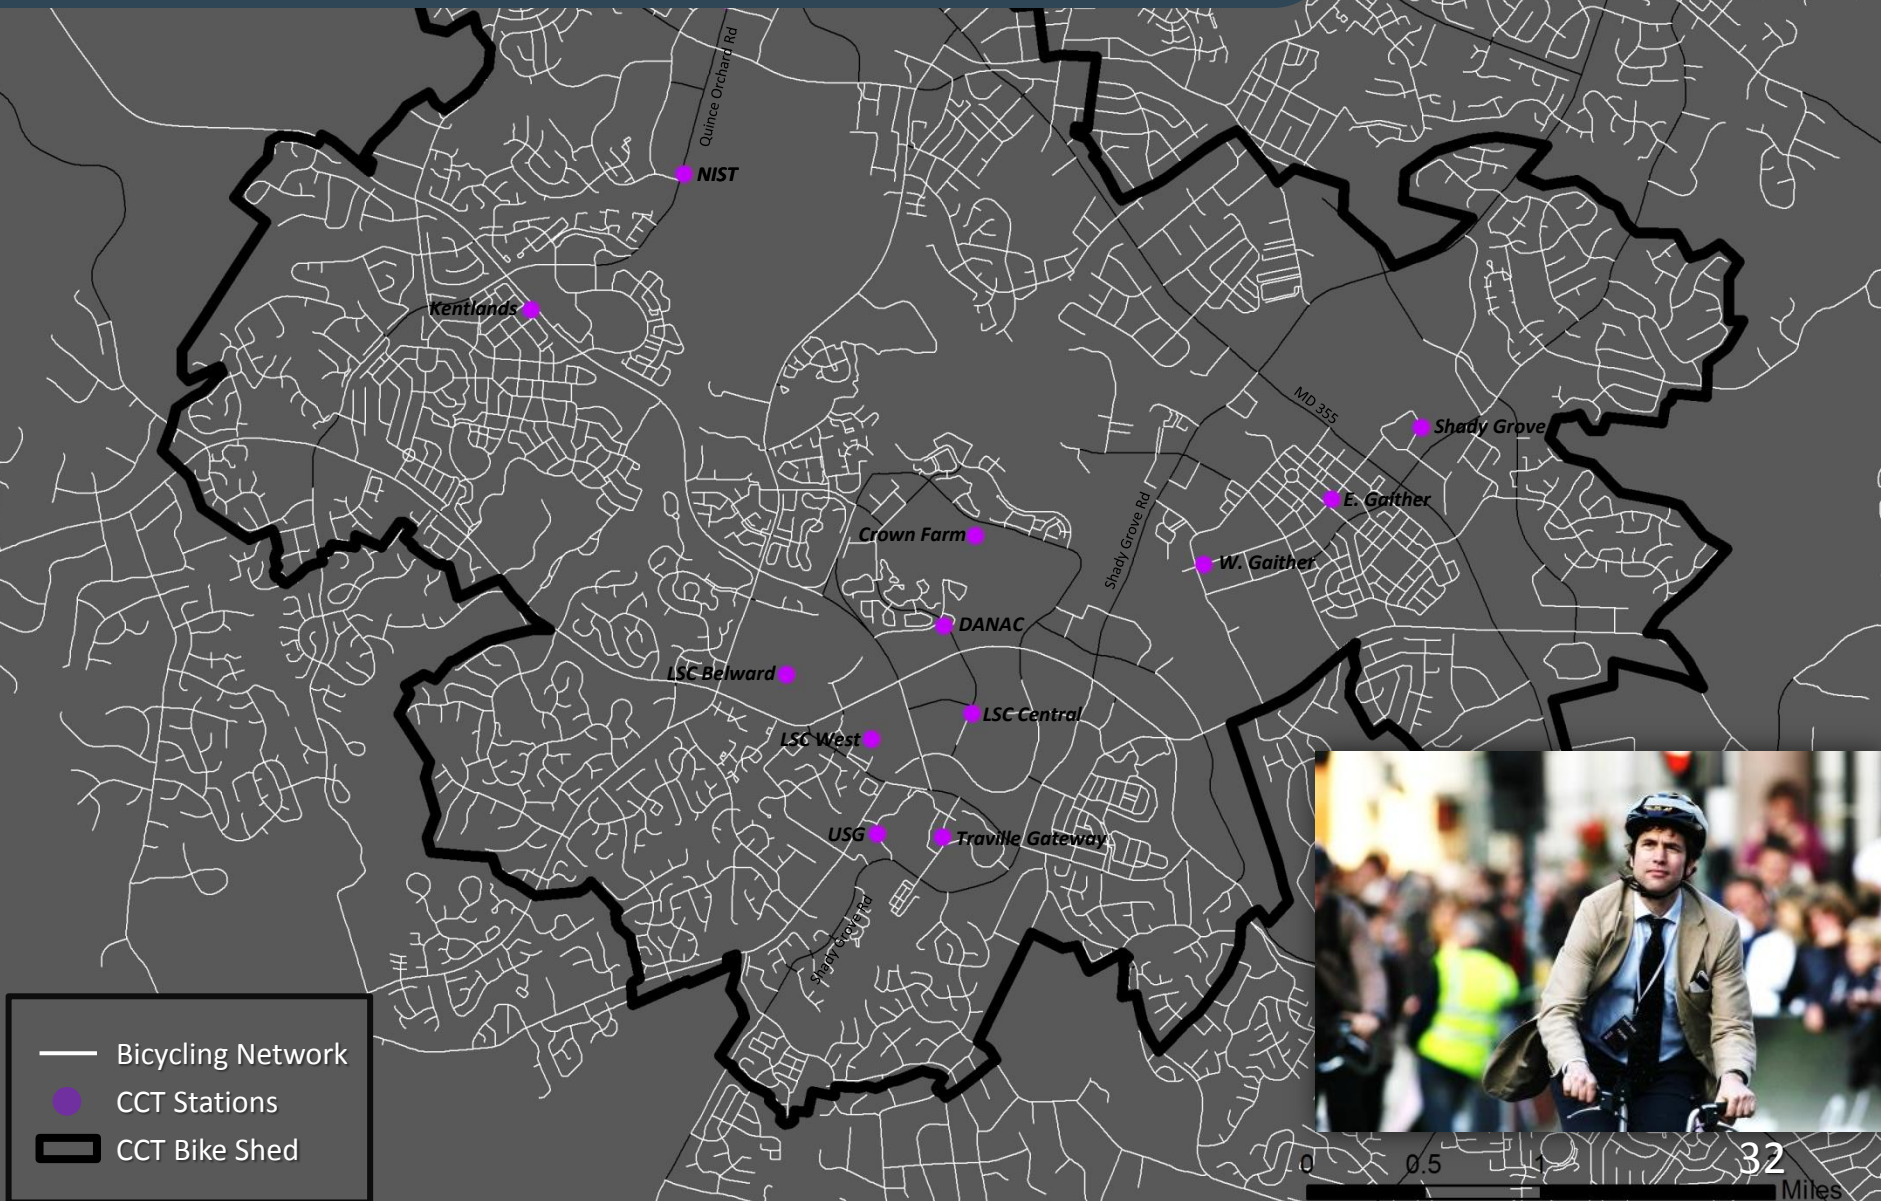 Quince Orchard Rd
NIST
Kentlands
MD 355
Shady Grove
E. Gaither
Shady Grove Rd
Crown Farm
W. Gaither
DANAC
LSC Belward
LSC Central
LSC West
USG
Traville Gateway
Shady Grove Rd
Bicycling Network
CCT Stations
CCT Bike Shed
0 0.5 1
32
Miles